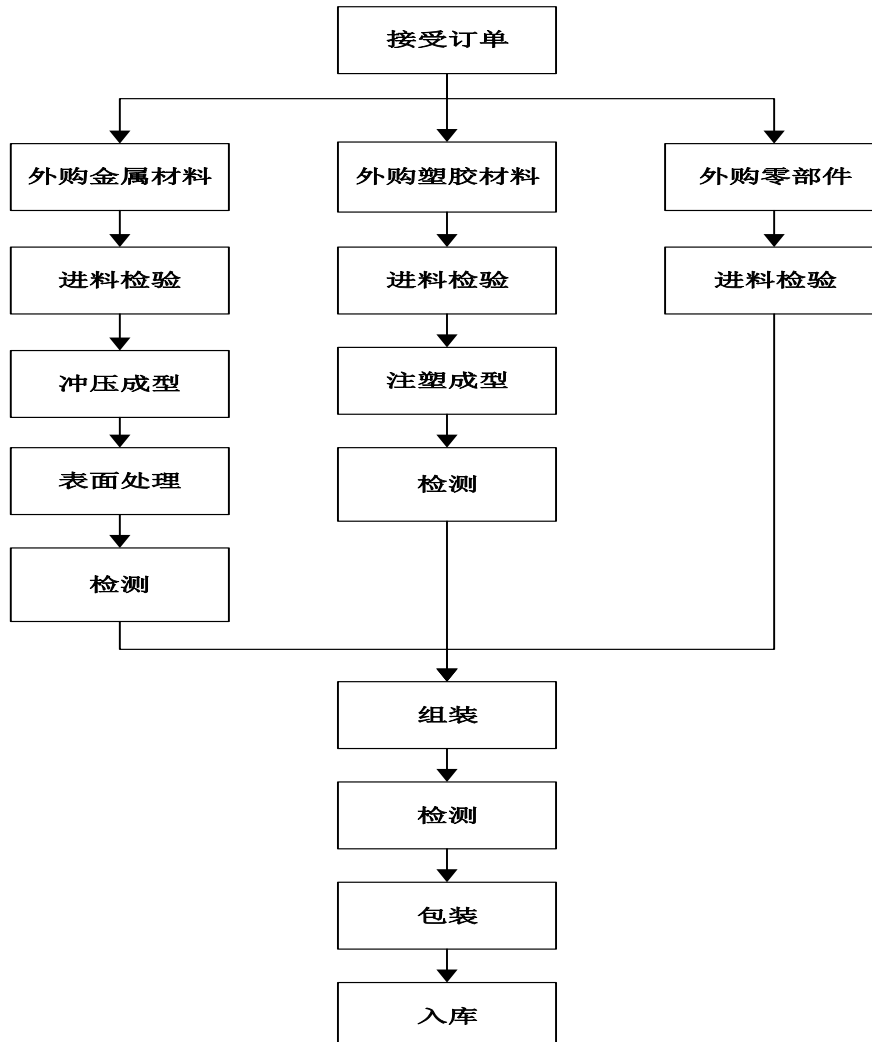 接受订单
外购金属材料
外购塑胶材料
外购零部件
进料检验
进料检验
进料检验
冲压成型
注塑成型
表面处理
检测
检测
组装
检测
包装
入库